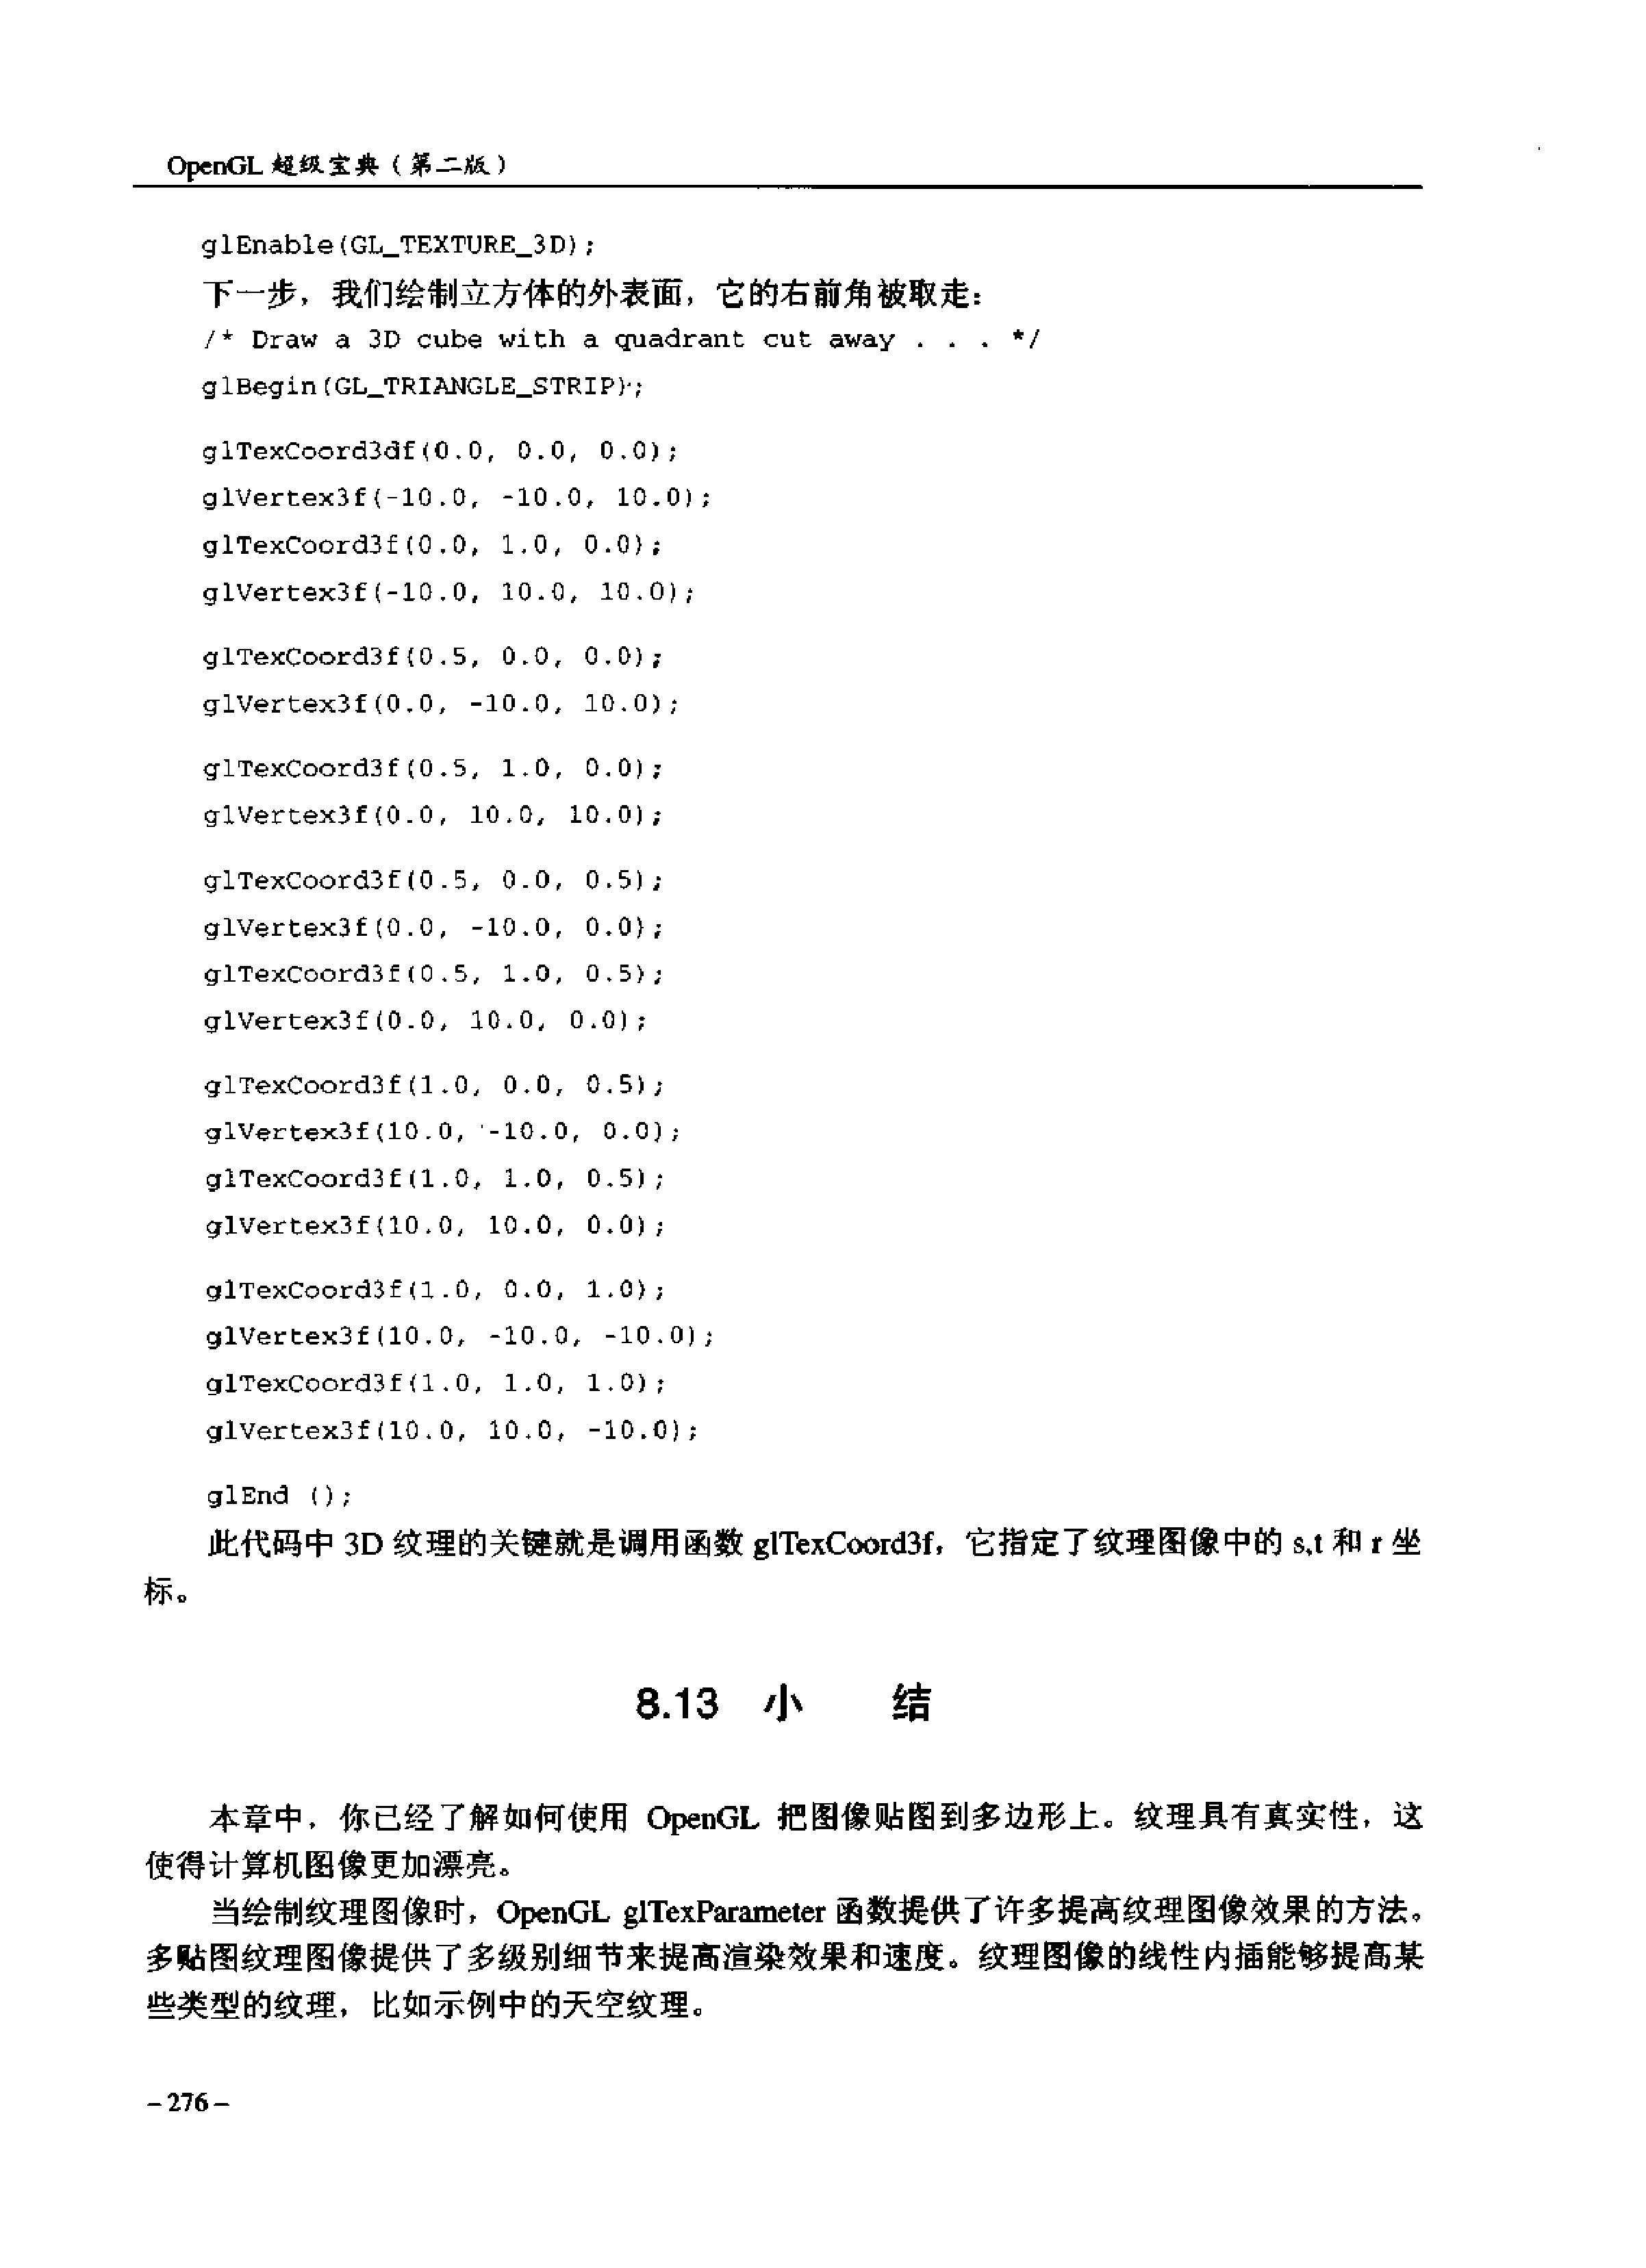 OpenGL 超级宝典（第二版）
glEnable(GL_TEXTURE_3D);
下一步，我们绘制立方体的外表面，它的右前角被取走：
/* Draw a 3D cube with a quadrant cut away . . . */
glBegin(GL_TRIANGLE_STRIP);
glTexCoord3df(0.0, 0.0, 0.0);
glVertex3f(-10.0, -10.0, 10.0);
glTexCoord3f(0.0, 1.0, 0.0);
glVertex3f(-10.0, 10.0, 10.0);
glTexCoord3f(0.5, 0.0, 0.0);
glVertex3f(0.0, -10.0, 10.0);
glTexCoord3f(0.5, 1.0, 0.0);
glVertex3f(0.0, 10.0, 10.0);
glTexCoord3f(0.5, 0.0, 0.5);
glVertex3f(0.0, -10.0, 0.0);
glTexCoord3f(0.5, 1.0, 0.5);
glVertex3f(0.0, 10.0, 0.0);
glTexCoord3f(1.0, 0.0, 0.5);
glVertex3f(10.0, -10.0, 0.0);
glTexCoord3f(1.0, 1.0, 0.5);
glVertex3f(10.0, 10.0, 0.0);
glTexCoord3f(1.0, 0.0, 1.0);
glVertex3f(10.0, -10.0, -10.0);
glTexCoord3f(1.0, 1.0, 1.0);
glVertex3f(10.0, 10.0, -10.0);
glEnd ();
此代码中 3D 纹理的关键就是调用函数 glTexCoord3f，它指定了纹理图像中的 s,t 和 r 坐
标。
8.13 小 结
本章中，你已经了解如何使用 OpenGL 把图像贴图到多边形上。纹理具有真实性，这
使得计算机图像更加漂亮。
当绘制纹理图像时，OpenGL glTexParameter 函数提供了许多提高纹理图像效果的方法。
多贴图纹理图像提供了多级别细节来提高渲染效果和速度。纹理图像的线性内插能够提高某
些类型的纹理，比如示例中的天空纹理。
－276－